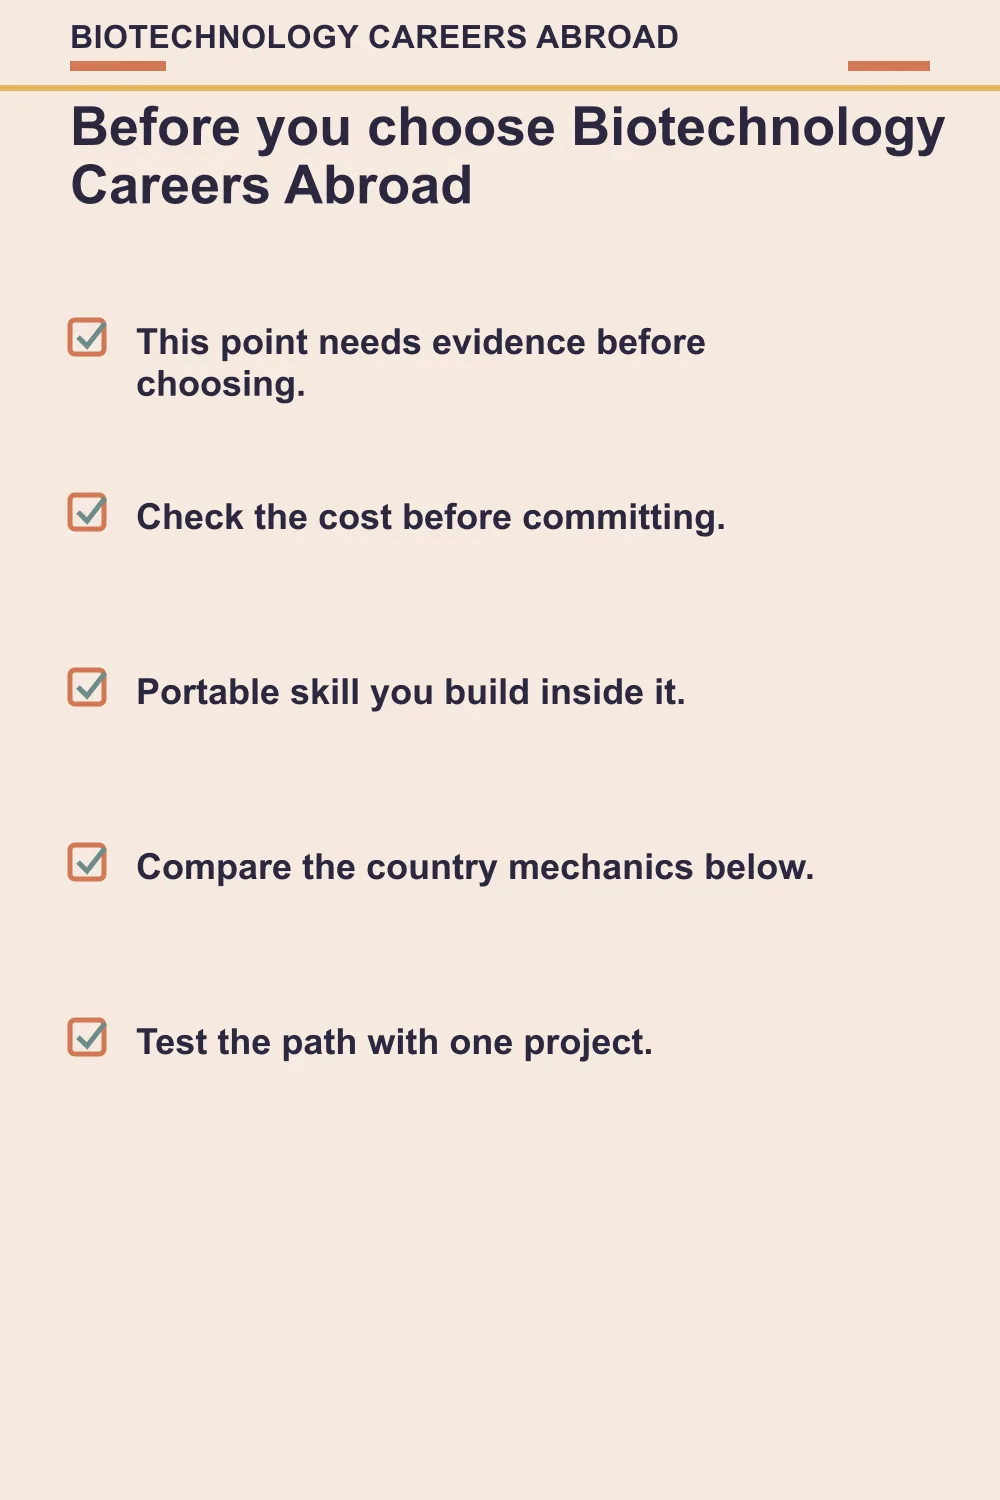 BIOTECHNOLOGY CAREERS ABROAD
Before you choose Biotechnology
Careers Abroad
This point needs evidence before
choosing.
Check the cost before committing.
Portable skill you build inside it.
Compare the country mechanics below.
Test the path with one project.